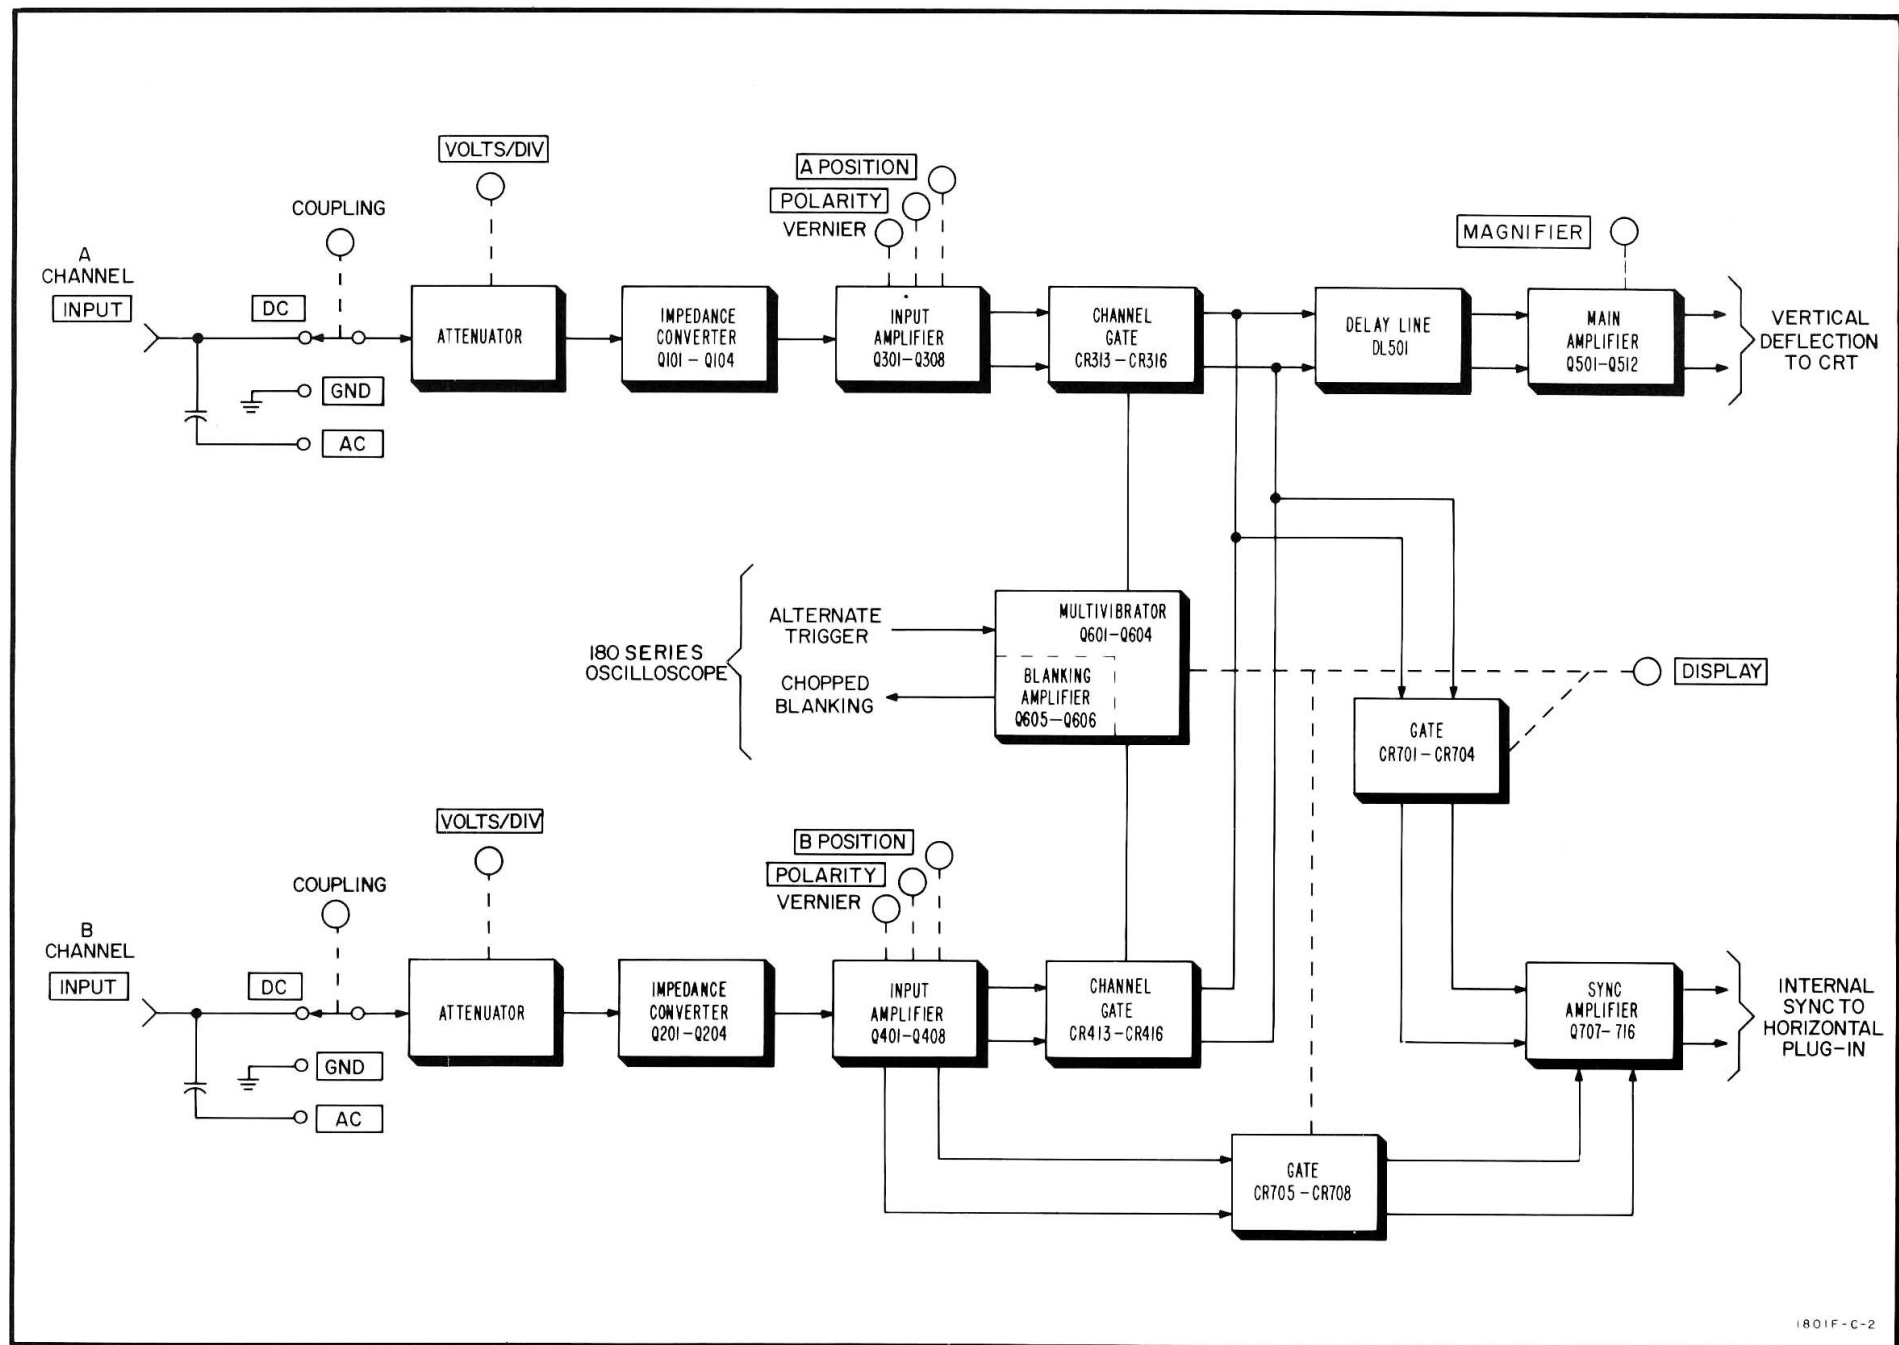 VOLTS/DIV
A POSITION
POLARITY
VERNIER
COUPLING
MAGNIFIER
A
CHANNEL
INPUT
DC
GND
AC
ATTENUATOR
IMPEDANCE
CONVERTER
Q101-Q104
INPUT
AMPLIFIER
Q301-Q308
CHANNEL
GATE
CR313-CR316
DELAY LINE
DL501
MAIN
AMPLIFIER
Q501-Q512
VERTICAL
DEFLECTION
TO CRT
180 SERIES
OSCILLOSCOPE
ALTERNATE
TRIGGER
CHOPPED
BLANKING
MULTIVIBRATOR
Q601-Q604
BLANKING
AMPLIFIER
Q605-Q606
DISPLAY
GATE
CR701-CR704
VOLTS/DIV
B POSITION
POLARITY
VERNIER
COUPLING
B
CHANNEL
INPUT
DC
GND
AC
ATTENUATOR
IMPEDANCE
CONVERTER
Q201-Q204
INPUT
AMPLIFIER
Q401-Q408
CHANNEL
GATE
CR413-CR416
SYNC
AMPLIFIER
Q707-716
INTERNAL
SYNC TO
HORIZONTAL
PLUG-IN
GATE
CR705-CR708
1801F-C-2